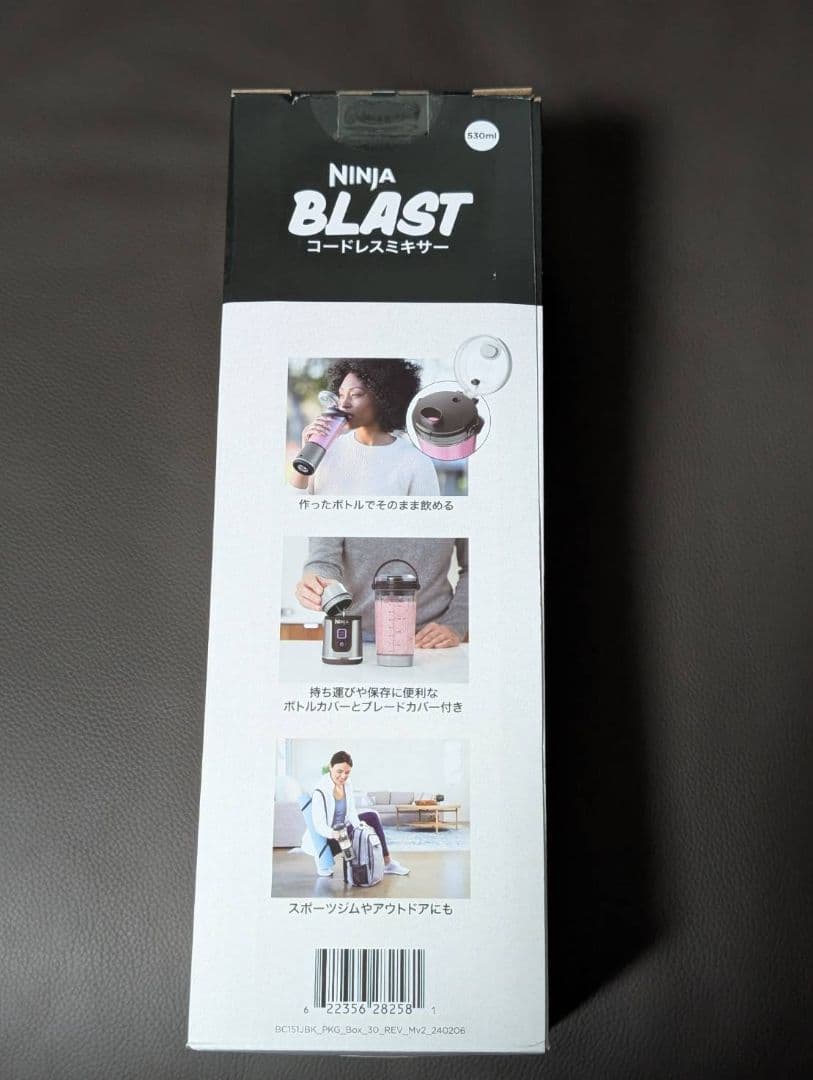 530ml
NINJA
BLAST
コードレスミキサー
作ったボトルでそのまま飲める
NINJA
持ち運びや保存に便利な
ボトルカバーとブレードカバー付き
スポーツジムやアウトドアにも
6 22356 28258 1
BC151JBK_PKG_Box_30_REV_Mv2_240206